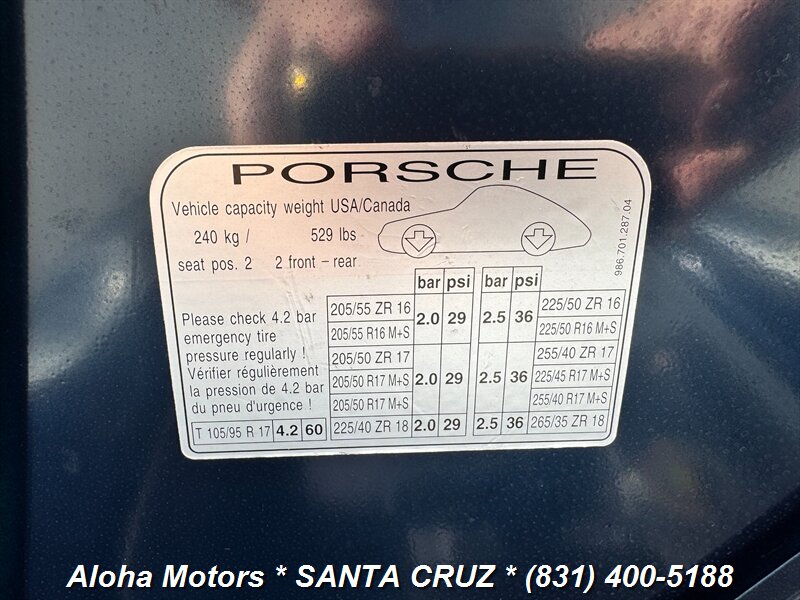 PORSCHE
Vehicle capacity weight USA/Canada
240 kg / 529 lbs
seat pos. 2 2 front – rear
986.701.287.04
bar psi bar psi
Please check 4.2 bar
emergency tire
pressure regularly !
Vérifier régulièrement
la pression de 4.2 bar
du pneu d'urgence !
T 105/95 R 17 4.2 60
205/55 ZR 16 2.0 29 2.5 36 225/50 ZR 16
205/55 R16 M+S 225/50 R16 M+S
205/50 ZR 17 255/40 ZR 17
205/50 R17 M+S 2.0 29 2.5 36 225/45 R17 M+S
205/50 R17 M+S 255/40 R17 M+S
225/40 ZR 18 2.0 29 2.5 36 265/35 ZR 18
Aloha Motors * SANTA CRUZ * (831) 400-5188